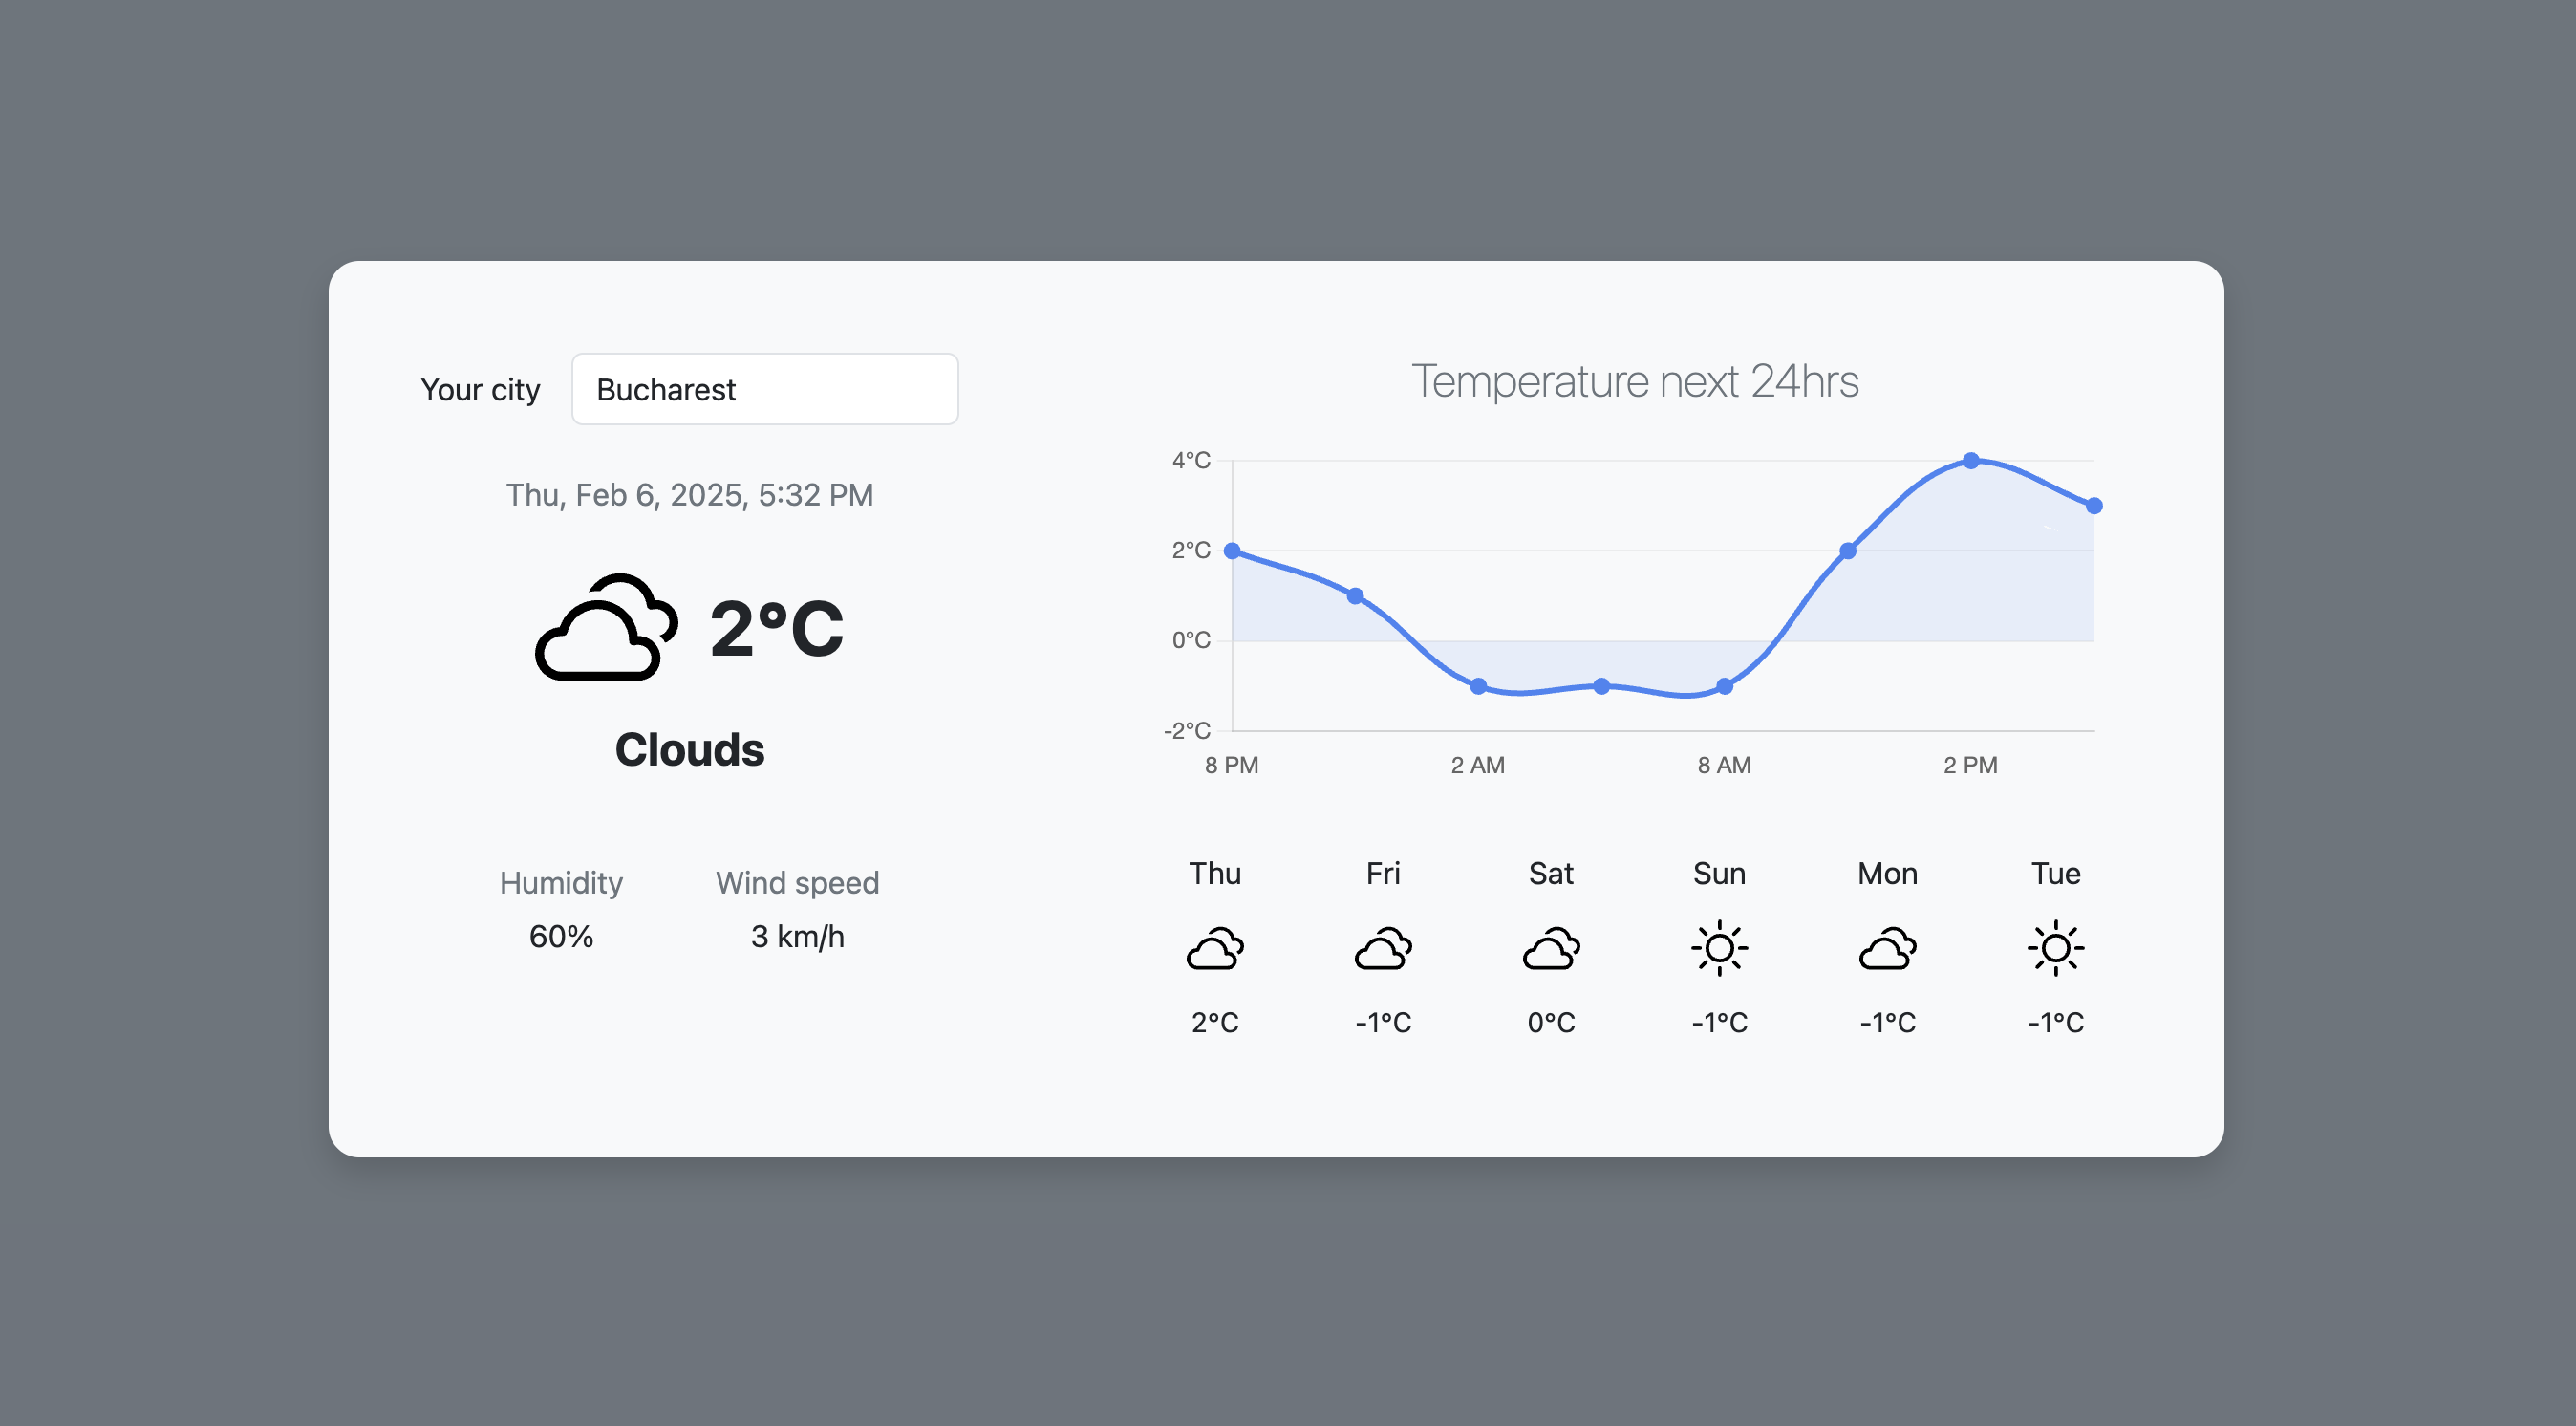 Your city
Bucharest
Thu, Feb 6, 2025, 5:32 PM
2°C
Clouds
Humidity
60%
Wind speed
3 km/h
Temperature next 24hrs
4°C
2°C
0°C
-2°C
8 PM 2 AM 8 AM 2 PM
Thu Fri Sat Sun Mon Tue
2°C -1°C 0°C -1°C -1°C -1°C